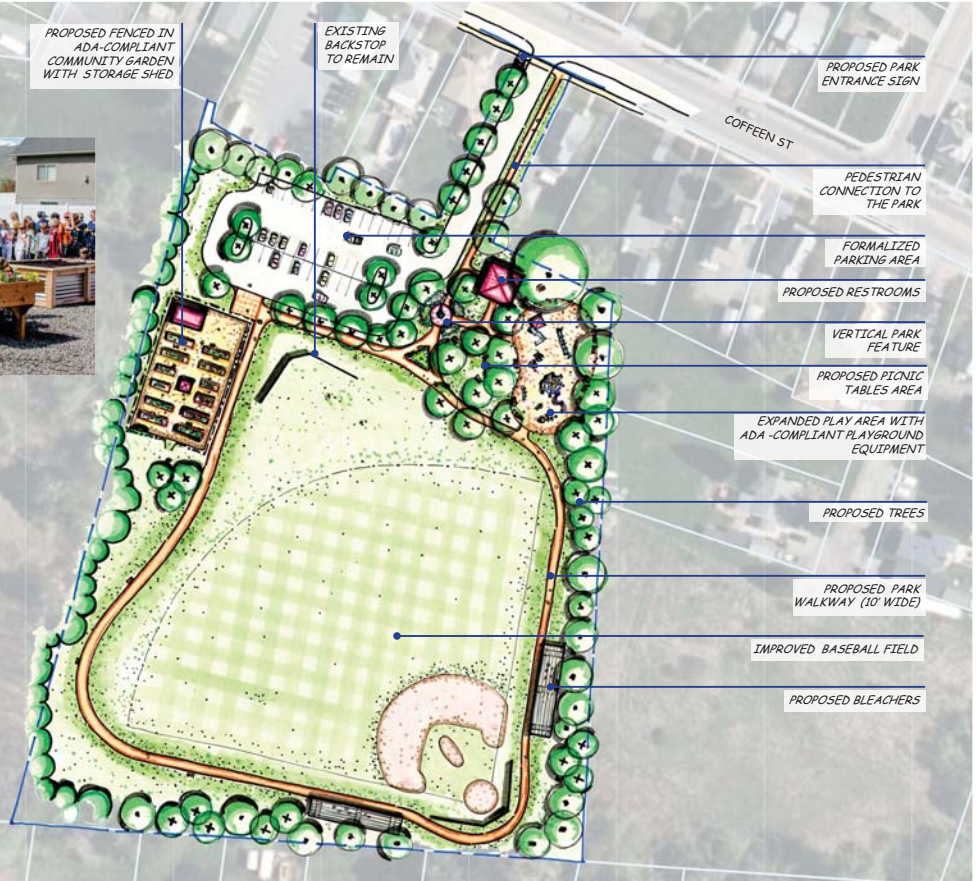 PROPOSED FENCED IN
ADA-COMPLIANT
COMMUNITY GARDEN
WITH STORAGE SHED
EXISTING
BACKSTOP
TO REMAIN
PROPOSED PARK
ENTRANCE SIGN
COFFEEN ST
PEDESTRIAN
CONNECTION TO
THE PARK
FORMALIZED
PARKING AREA
PROPOSED RESTROOMS
VERTICAL PARK
FEATURE
PROPOSED PICNIC
TABLES AREA
EXPANDED PLAY AREA WITH
ADA -COMPLIANT PLAYGROUND
EQUIPMENT
PROPOSED TREES
PROPOSED PARK
WALKWAY (10' WIDE)
IMPROVED BASEBALL FIELD
PROPOSED BLEACHERS